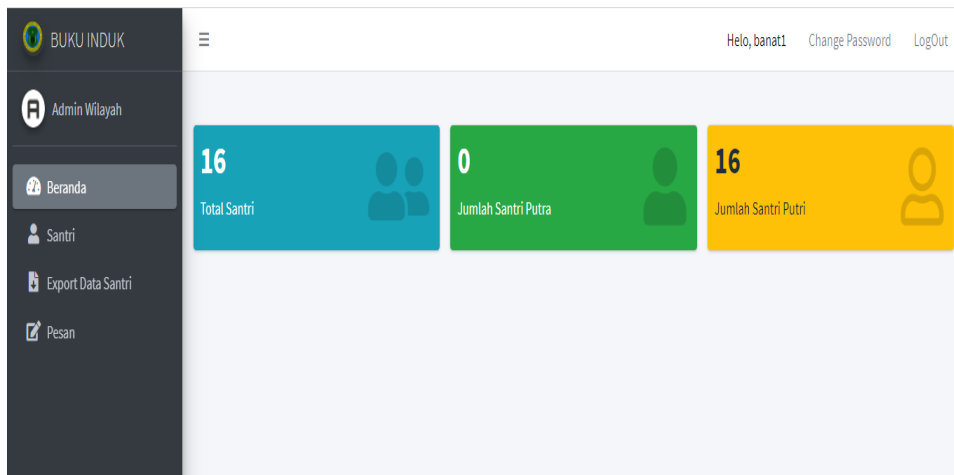 BUKU INDUK
Helo, banat1 Change Password LogOut
Admin Wilayah
Beranda
Santri
Export Data Santri
Pesan
16
Total Santri
0
Jumlah Santri Putra
16
Jumlah Santri Putri